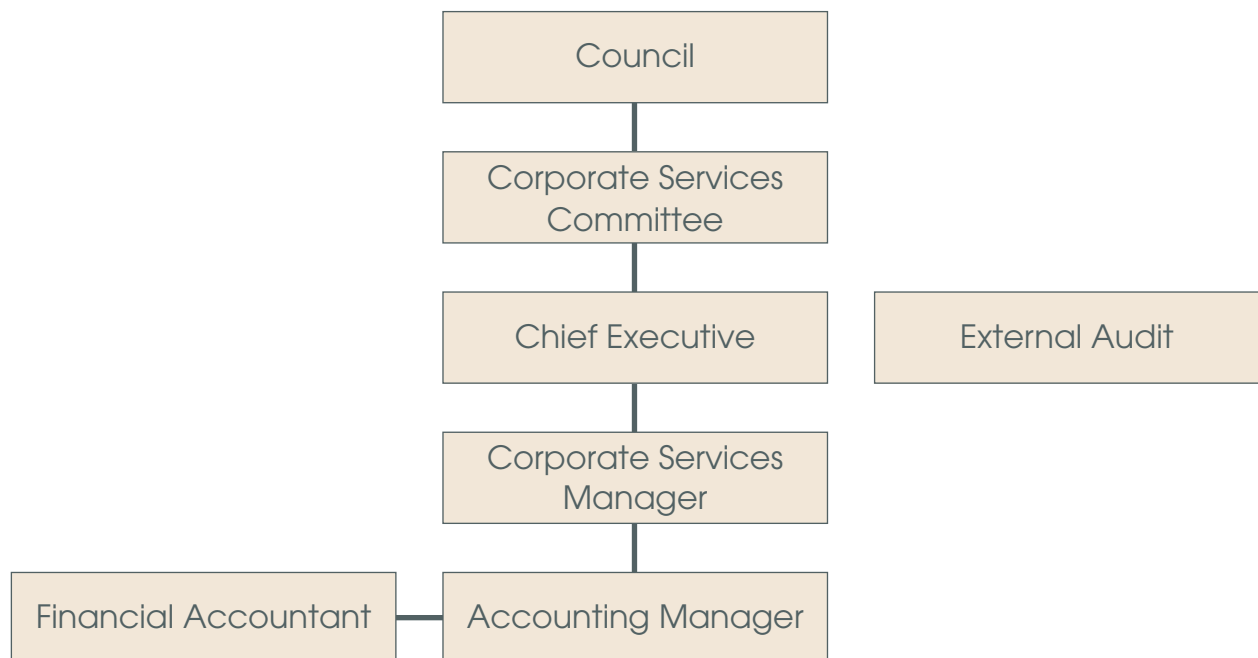 Council
Corporate Services
Committee
Chief Executive
External Audit
Corporate Services
Manager
Financial Accountant
Accounting Manager